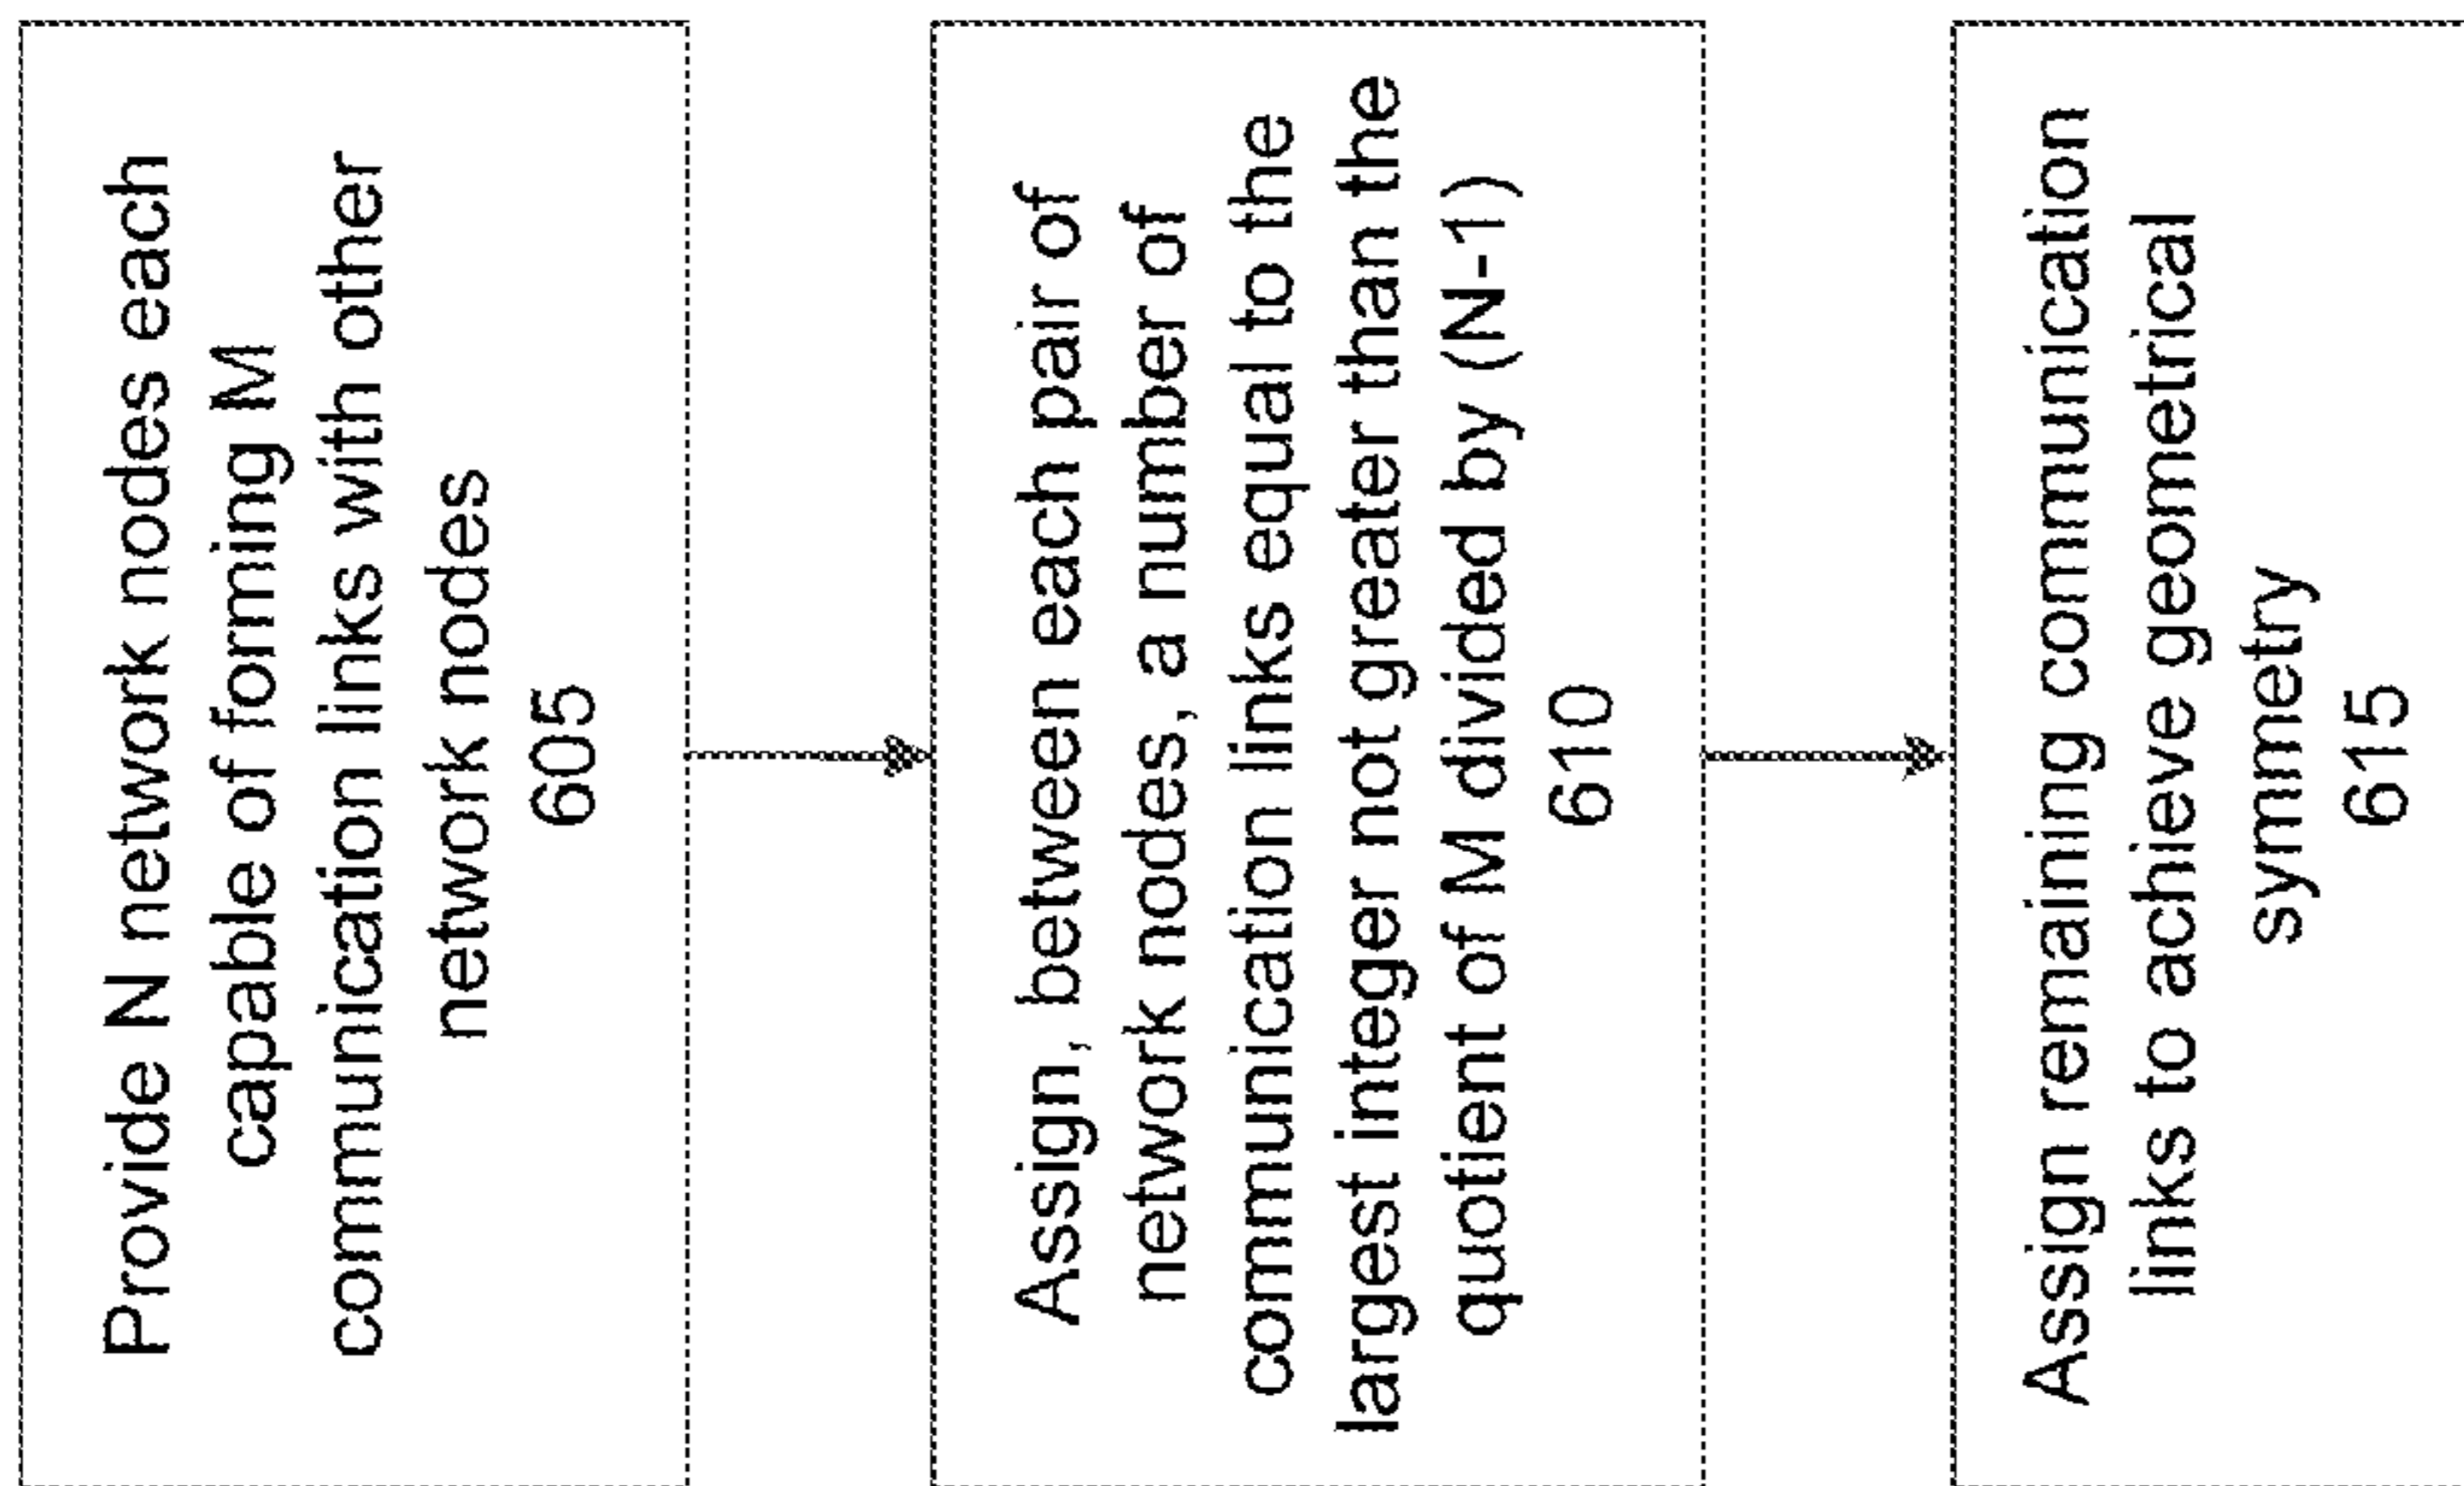 Provide N network nodes each
capable of forming M
communication links with other
network nodes
605
Assign, between each pair of
network nodes, a number of
communication links equal to the
largest integer not greater than the
quotient of M divided by (N-1)
610
Assign remaining communication
links to achieve geometrical
symmetry
615